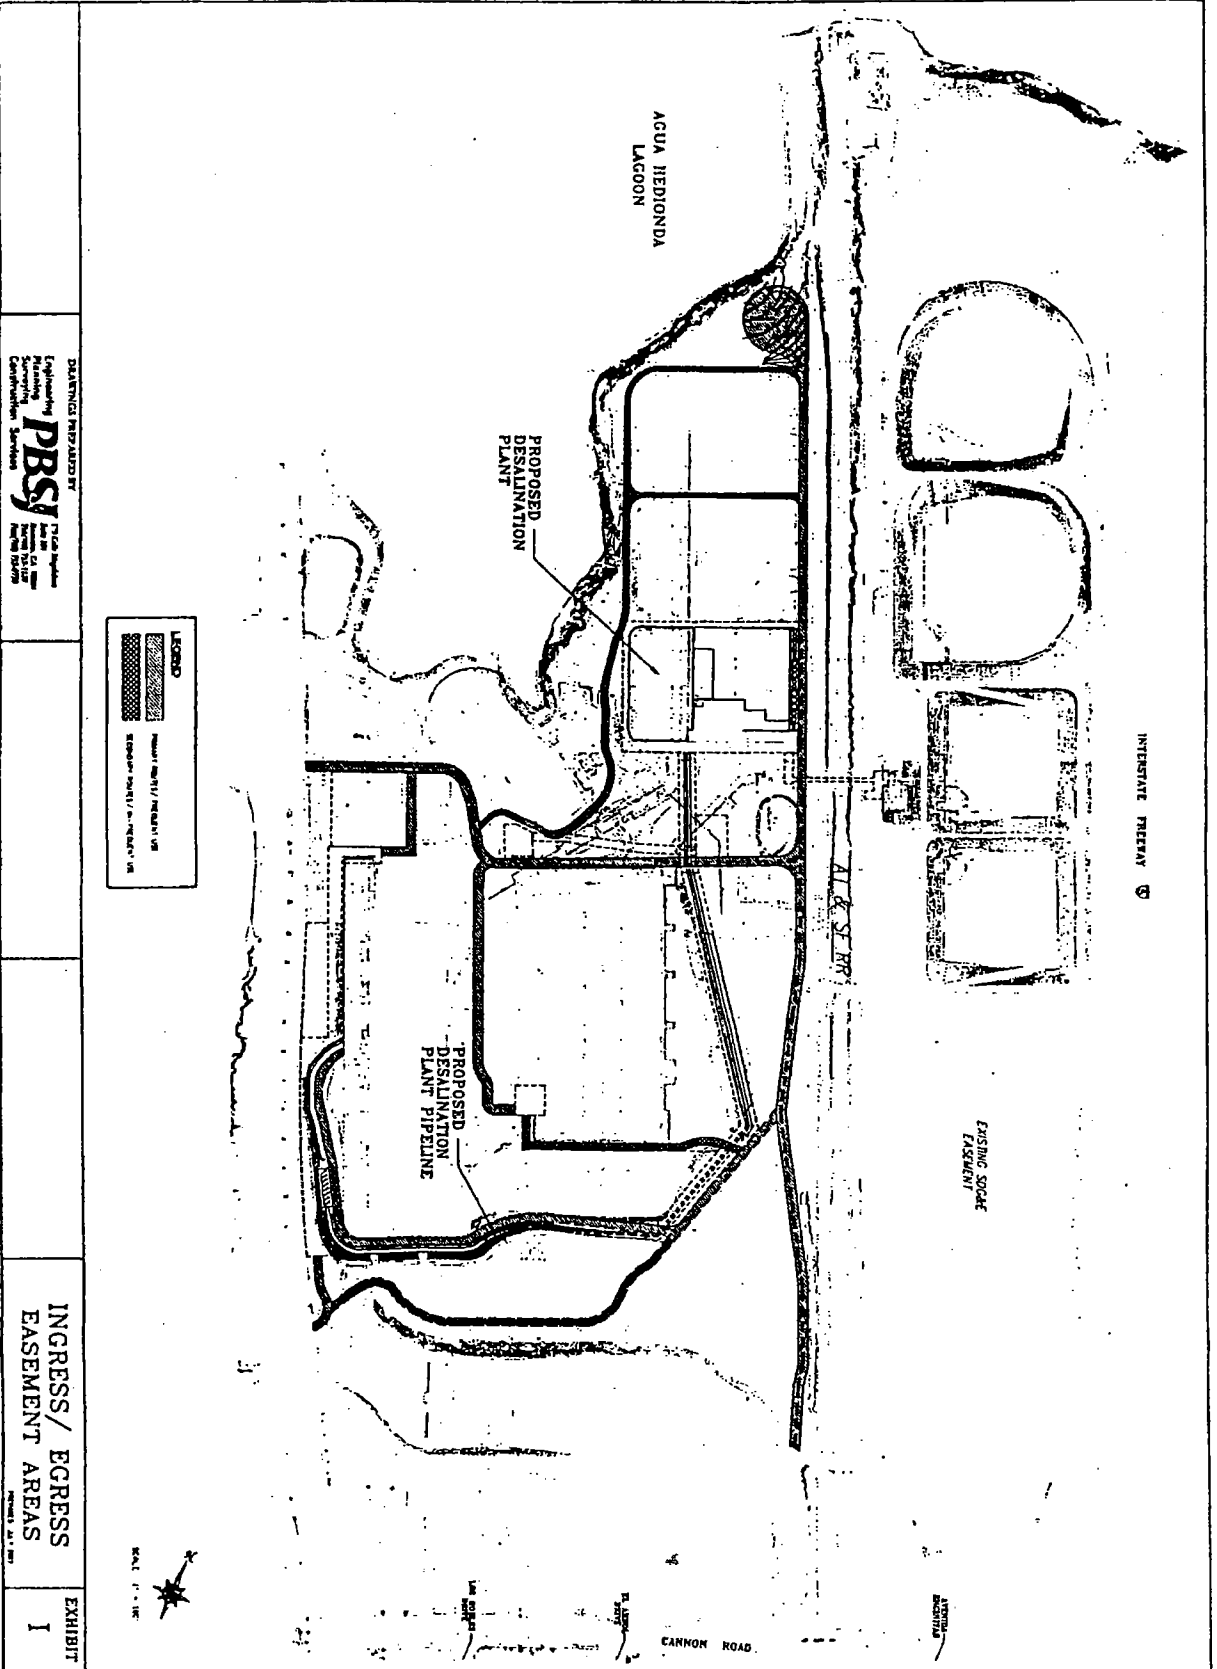 INTERSTATE FREEWAY 5
AGUA HEDIONDA
LAGOON
EXISTING SDG&E
EASEMENT
AT & SF RR
PROPOSED
DESALINATION
PLANT
PROPOSED
DESALINATION
PLANT PIPELINE
CANNON ROAD
LEGEND
SCALE
DRAWINGS PREPARED BY
PBSJ
Engineering
Planning
Surveying
Construction Services
INGRESS/ EGRESS
EASEMENT AREAS
EXHIBIT
I